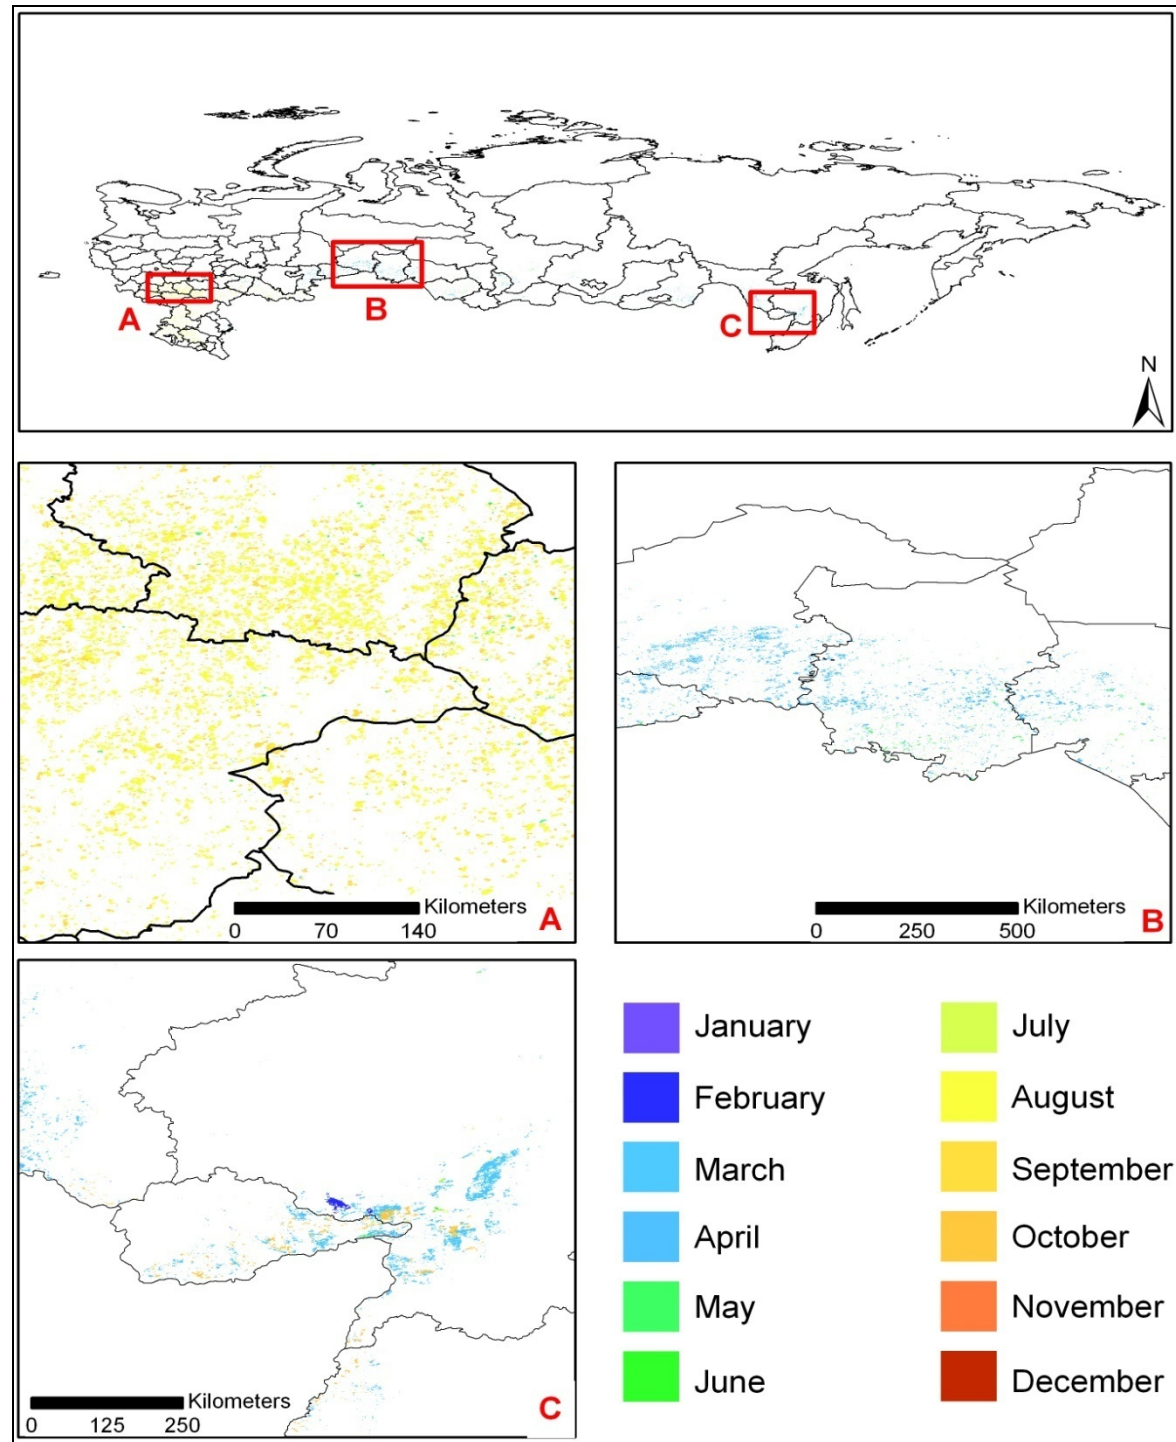 A
B
C
N
Kilometers
0 70 140
A
Kilometers
0 250 500
B
Kilometers
0 125 250
C
January
February
March
April
May
June
July
August
September
October
November
December